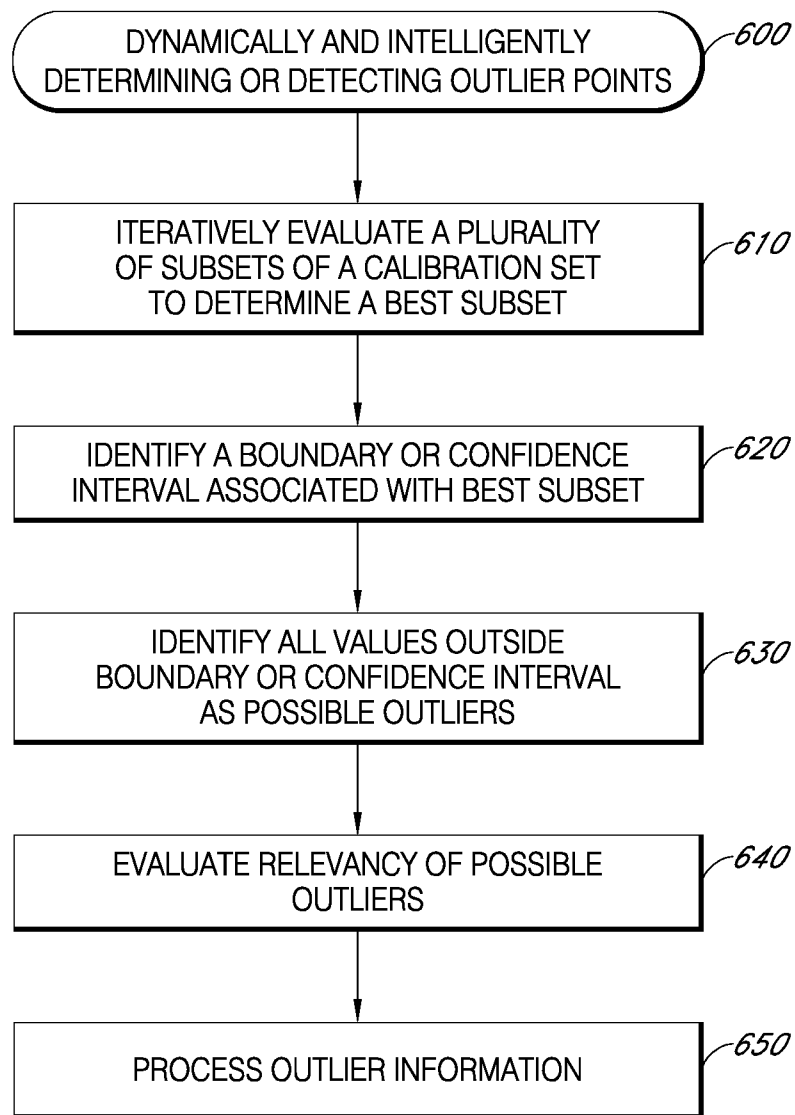 DYNAMICALLY AND INTELLIGENTLY
DETERMINING OR DETECTING OUTLIER POINTS
600
ITERATIVELY EVALUATE A PLURALITY
OF SUBSETS OF A CALIBRATION SET
TO DETERMINE A BEST SUBSET
610
IDENTIFY A BOUNDARY OR CONFIDENCE
INTERVAL ASSOCIATED WITH BEST SUBSET
620
IDENTIFY ALL VALUES OUTSIDE
BOUNDARY OR CONFIDENCE INTERVAL
AS POSSIBLE OUTLIERS
630
EVALUATE RELEVANCY OF POSSIBLE
OUTLIERS
640
PROCESS OUTLIER INFORMATION
650